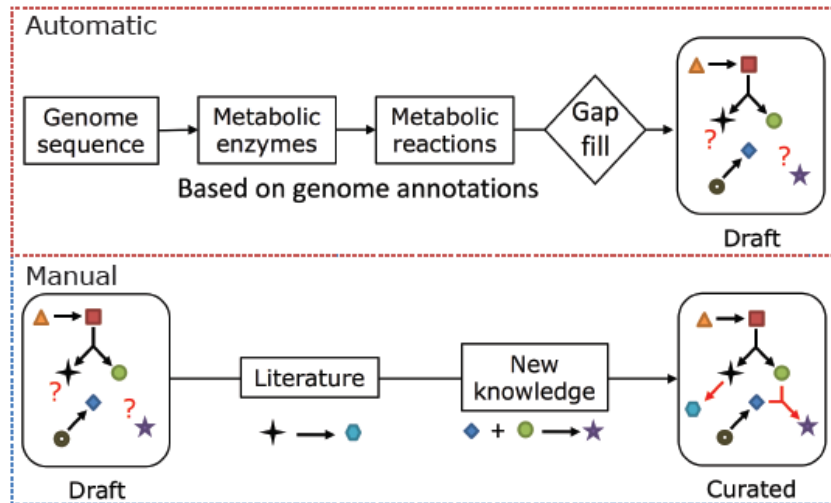 Automatic
Genome
sequence
Metabolic
enzymes
Metabolic
reactions
Gap
fill
Based on genome annotations
?
?
Draft
Manual
?
?
Draft
Literature
New
knowledge
+
Curated